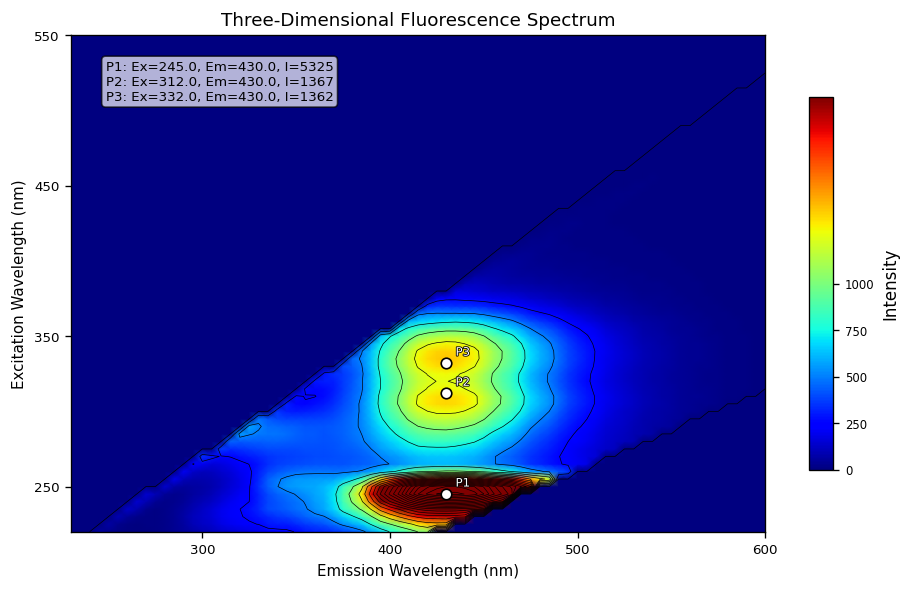 Three-Dimensional Fluorescence Spectrum
550
450
350
250
Excitation Wavelength (nm)
P1: Ex=245.0, Em=430.0, I=5325
P2: Ex=312.0, Em=430.0, I=1367
P3: Ex=332.0, Em=430.0, I=1362
P3
P2
P1
300
400
500
600
Emission Wavelength (nm)
1000
750
500
250
0
Intensity